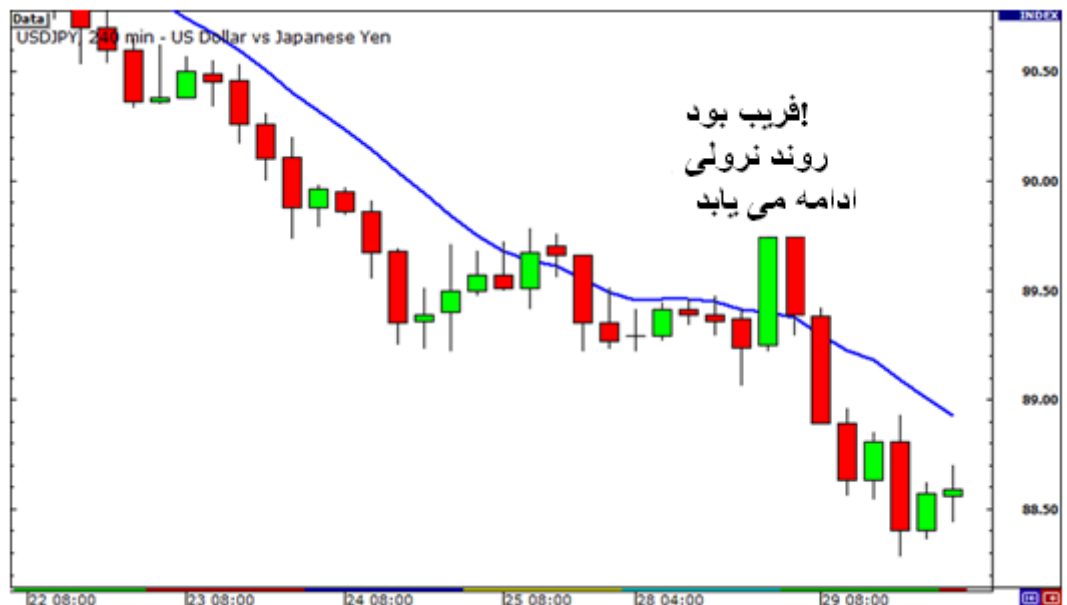 Data
INDEX
USDJPY, 240 min - US Dollar vs Japanese Yen
90.50
!فریب بود
روند نرولی
ادامه می یابد
90.00
89.50
89.00
88.50
22 08:00 23 08:00 24 08:00 25 08:00 28 04:00 29 08:00